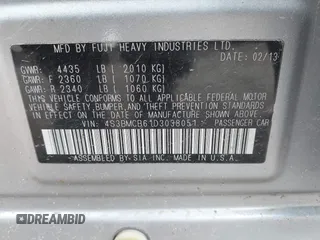 MFD BY FUJI HEAVY INDUSTRIES LTD.
DATE: 02/13
GVWR: 4435 LB ( 2010 KG)
GAWR: F 2360 LB ( 1070 KG)
GAWR: R 2340 LB ( 1060 KG)
THIS VEHICLE CONFORMS TO ALL APPLICABLE FEDERAL MOTOR
VEHICLE SAFETY, BUMPER, AND THEFT PREVENTION STANDARDS
IN EFFECT ON THE DATE OF MANUFACTURE SHOWN ABOVE.
VIN: 4S3BMCB61D3038051 PASSENGER CAR
ASSEMBLED BY SIA INC. MADE IN U.S.A.
DREAMBID